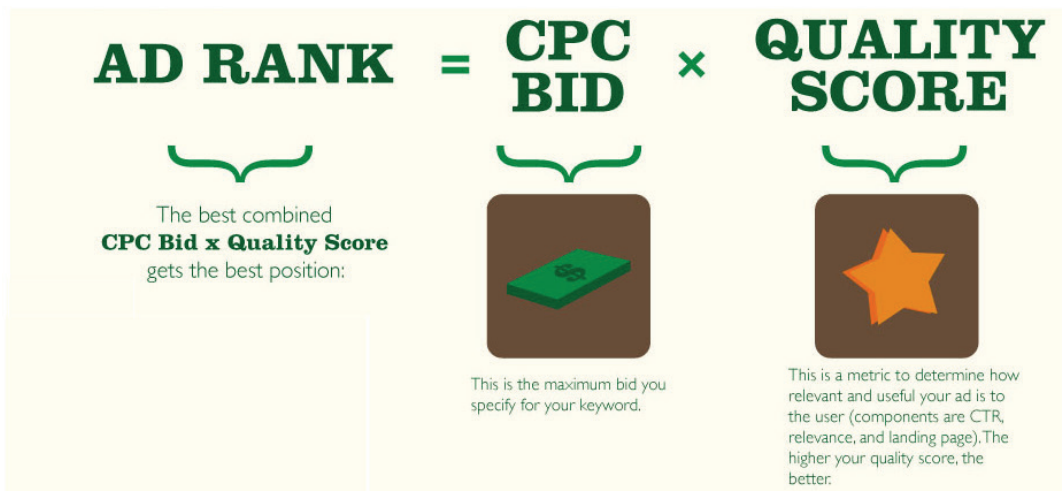 AD RANK = CPC BID × QUALITY SCORE
The best combined
CPC Bid x Quality Score
gets the best position:
$
This is the maximum bid you
specify for your keyword.
This is a metric to determine how
relevant and useful your ad is to
the user (components are CTR,
relevance, and landing page). The
higher your quality score, the
better.